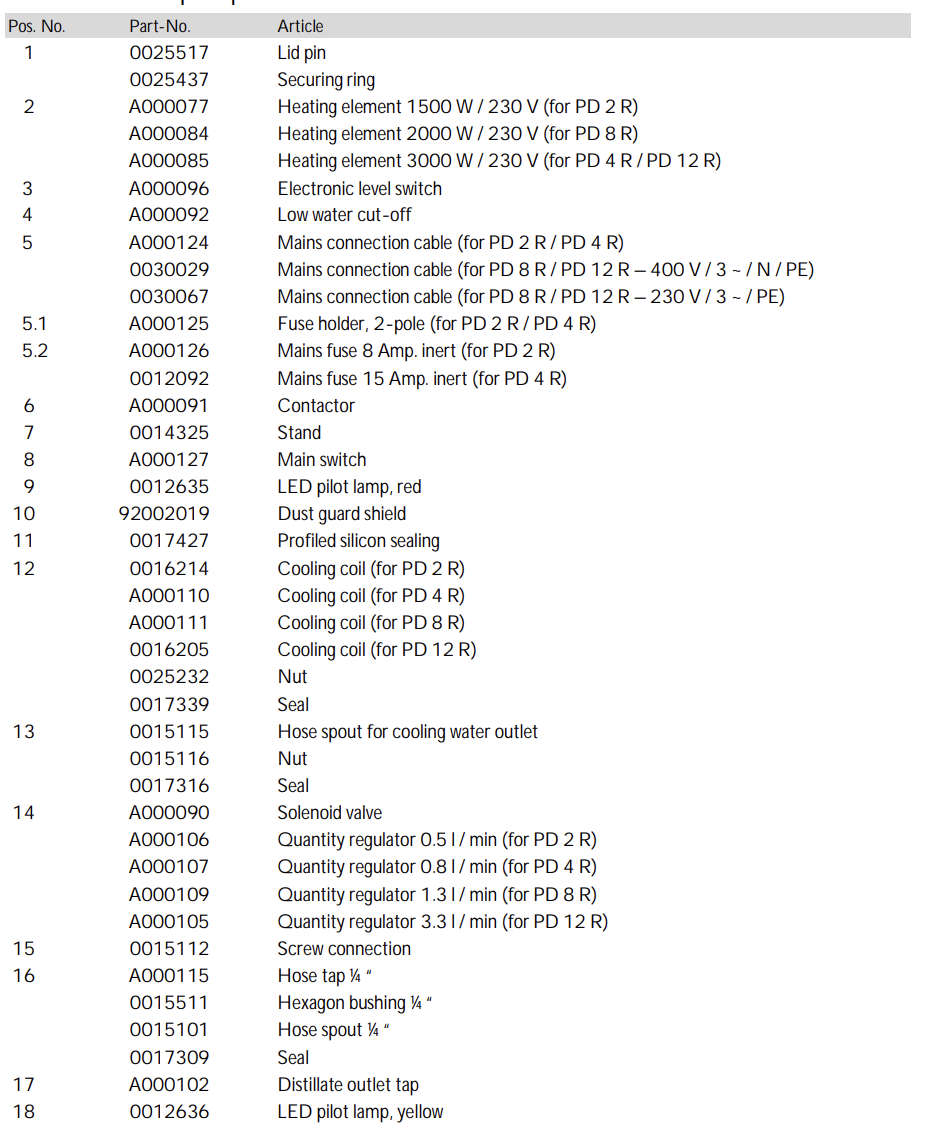 Pos. No. Part-No. Article
1 0025517 Lid pin
0025437 Securing ring
2 A000077 Heating element 1500 W / 230 V (for PD 2 R)
A000084 Heating element 2000 W / 230 V (for PD 8 R)
A000085 Heating element 3000 W / 230 V (for PD 4 R / PD 12 R)
3 A000096 Electronic level switch
4 A000092 Low water cut-off
5 A000124 Mains connection cable (for PD 2 R / PD 4 R)
0030029 Mains connection cable (for PD 8 R / PD 12 R – 400 V / 3 ~ / N / PE)
0030067 Mains connection cable (for PD 8 R / PD 12 R – 230 V / 3 ~ / PE)
5.1 A000125 Fuse holder, 2-pole (for PD 2 R / PD 4 R)
5.2 A000126 Mains fuse 8 Amp. inert (for PD 2 R)
0012092 Mains fuse 15 Amp. inert (for PD 4 R)
6 A000091 Contactor
7 0014325 Stand
8 A000127 Main switch
9 0012635 LED pilot lamp, red
10 92002019 Dust guard shield
11 0017427 Profiled silicon sealing
12 0016214 Cooling coil (for PD 2 R)
A000110 Cooling coil (for PD 4 R)
A000111 Cooling coil (for PD 8 R)
0016205 Cooling coil (for PD 12 R)
0025232 Nut
0017339 Seal
13 0015115 Hose spout for cooling water outlet
0015116 Nut
0017316 Seal
14 A000090 Solenoid valve
A000106 Quantity regulator 0.5 l / min (for PD 2 R)
A000107 Quantity regulator 0.8 l / min (for PD 4 R)
A000109 Quantity regulator 1.3 l / min (for PD 8 R)
A000105 Quantity regulator 3.3 l / min (for PD 12 R)
15 0015112 Screw connection
16 A000115 Hose tap ¼ “
0015511 Hexagon bushing ¼ “
0015101 Hose spout ¼ “
0017309 Seal
17 A000102 Distillate outlet tap
18 0012636 LED pilot lamp, yellow